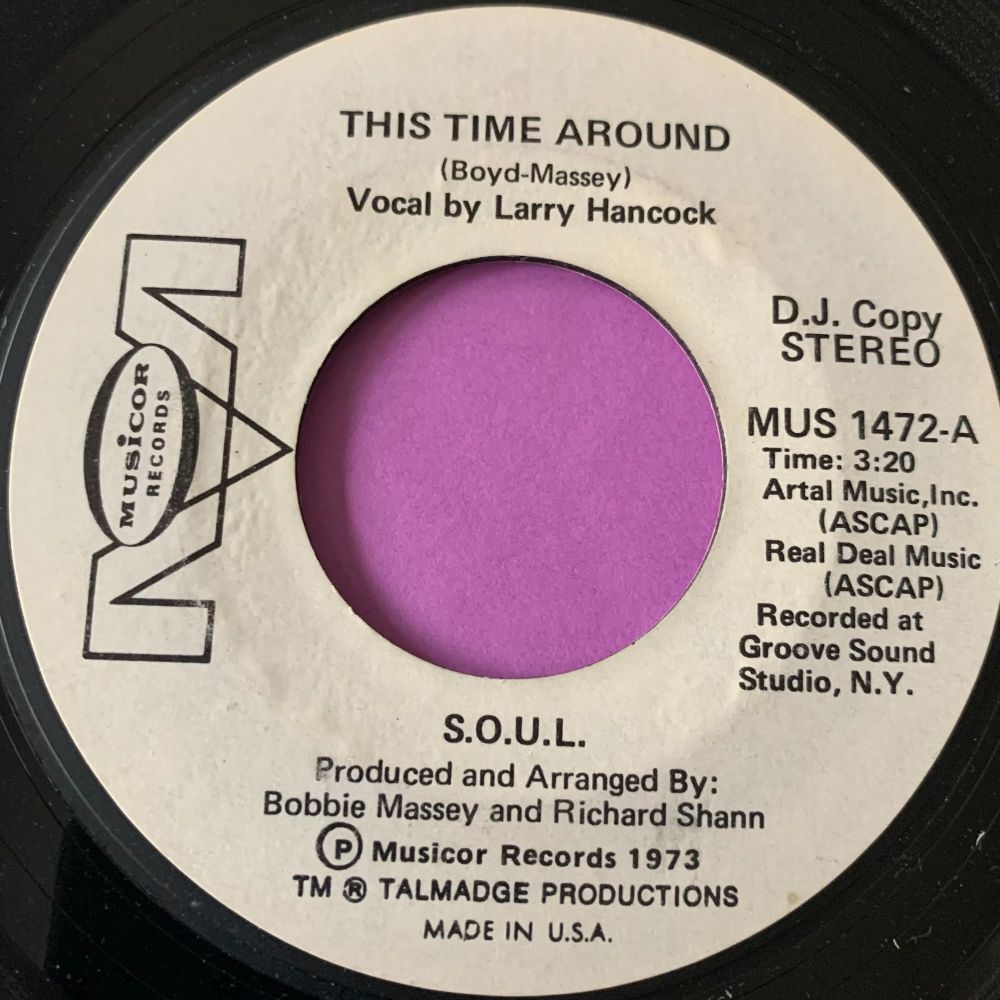 THIS TIME AROUND
(Boyd-Massey)
Vocal by Larry Hancock
MUSiCOR
RECORDS
D.J. Copy
STEREO
MUS 1472-A
Time: 3:20
Artal Music,Inc.
(ASCAP)
Real Deal Music
(ASCAP)
Recorded at
Groove Sound
Studio, N.Y.
S.O.U.L.
Produced and Arranged By:
Bobbie Massey and Richard Shann
Ⓟ Musicor Records 1973
TM ® TALMADGE PRODUCTIONS
MADE IN U.S.A.